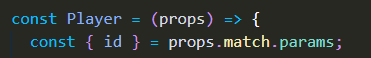 const Player = (props) => {
  const { id } = props.match.params;